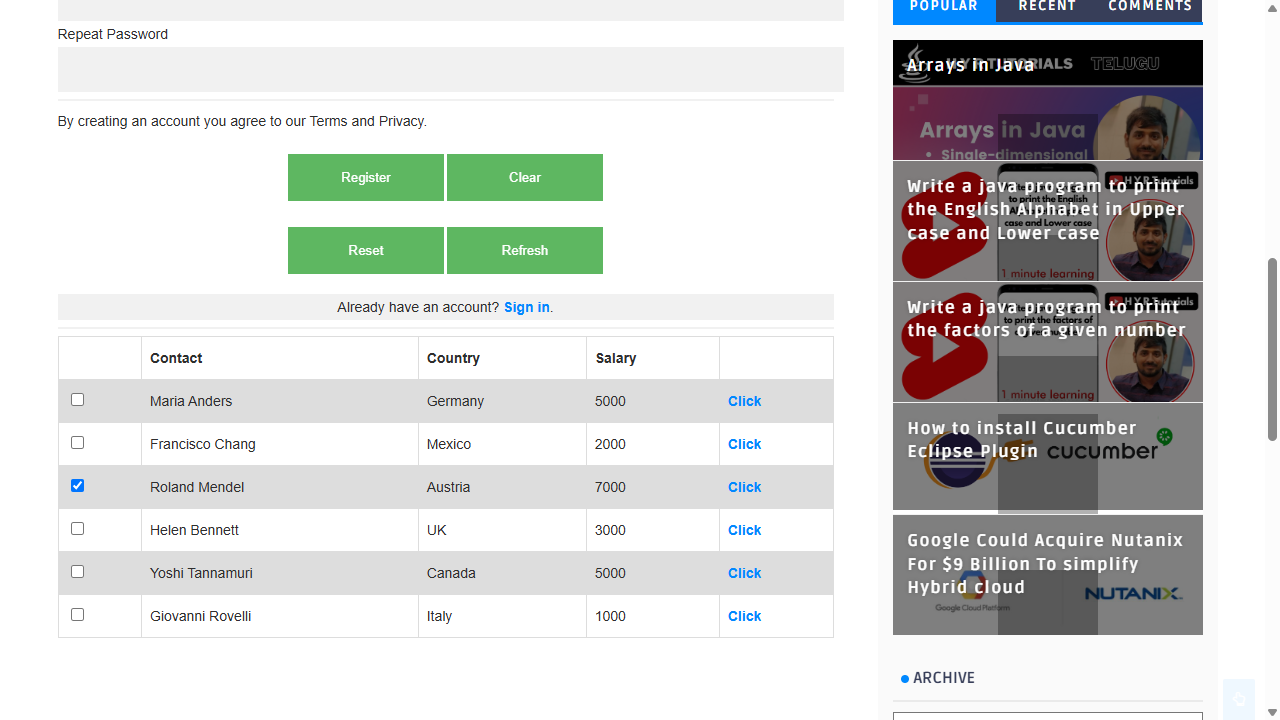 Repeat Password
By creating an account you agree to our Terms and Privacy.
Register
Clear
Reset
Refresh
Already have an account? Sign in.
Contact Country Salary
Maria Anders Germany 5000 Click
Francisco Chang Mexico 2000 Click
Roland Mendel Austria 7000 Click
Helen Bennett UK 3000 Click
Yoshi Tannamuri Canada 5000 Click
Giovanni Rovelli Italy 1000 Click
POPULAR RECENT COMMENTS
Arrays in Java
TELUGU
Arrays in Java
• Single-dimensional
Write a java program to print
the English Alphabet in Upper
case and Lower case
H Y R Tutorials
1 minute learning
Write a java program to print
the factors of a given number
H Y R Tutorials
1 minute learning
How to install Cucumber
Eclipse Plugin
cucumber
Google Could Acquire Nutanix
For $9 Billion To simplify
Hybrid cloud
Google Cloud Platform
NUTANIX
ARCHIVE